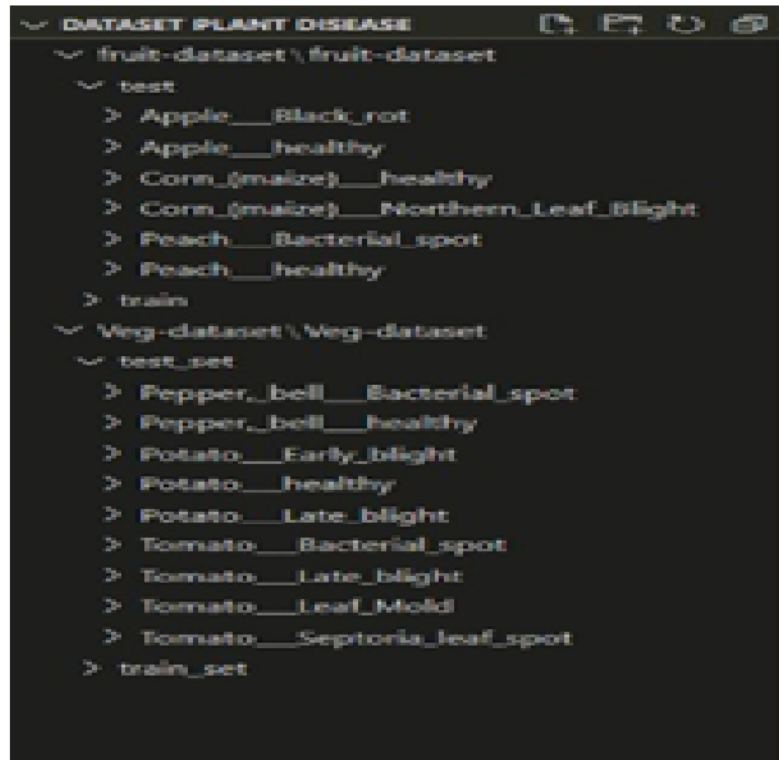 DATASET PLANT DISEASE
fruit-dataset\fruit-dataset
test
Apple___Black_rot
Apple___healthy
Corn_(maize)___healthy
Corn_(maize)___Northern_Leaf_Blight
Peach___Bacterial_spot
Peach___healthy
train
Veg-dataset\Veg-dataset
test_set
Pepper,_bell___Bacterial_spot
Pepper,_bell___healthy
Potato___Early_blight
Potato___healthy
Potato___Late_blight
Tomato___Bacterial_spot
Tomato___Late_blight
Tomato___Leaf_Mold
Tomato___Septoria_leaf_spot
train_set